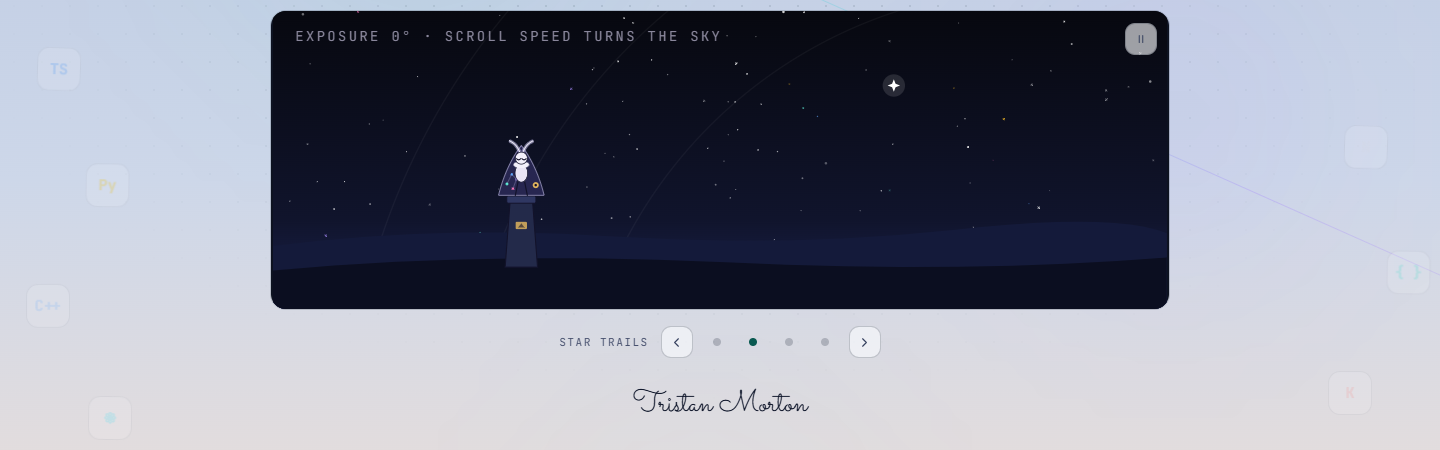 EXPOSURE 0° · SCROLL SPEED TURNS THE SKY
TS
Py
C++
{ }
K
STAR TRAILS
Tristan Morton